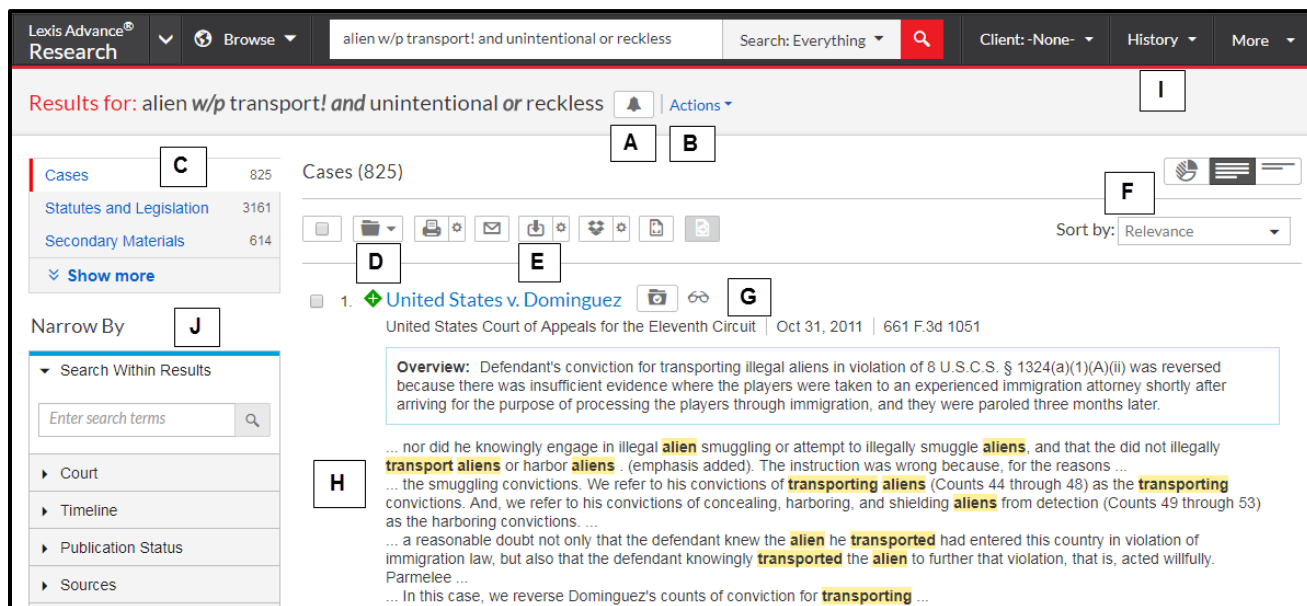 Lexis Advance®
Research
Browse
alien w/p transport! and unintentional or reckless
Search: Everything
Client: -None-
History
More
I
Results for: alien w/p transport! and unintentional or reckless
Actions
A
B
C
Cases 825
Statutes and Legislation 3161
Secondary Materials 614
Show more
Cases (825)
F
Sort by: Relevance
D
E
1. United States v. Dominguez
G
United States Court of Appeals for the Eleventh Circuit | Oct 31, 2011 | 661 F.3d 1051
Narrow By
J
Search Within Results
Enter search terms
Court
Timeline
Publication Status
Sources
Overview: Defendant's conviction for transporting illegal aliens in violation of 8 U.S.C.S. § 1324(a)(1)(A)(ii) was reversed
because there was insufficient evidence where the players were taken to an experienced immigration attorney shortly after
arriving for the purpose of processing the players through immigration, and they were paroled three months later.
H
... nor did he knowingly engage in illegal alien smuggling or attempt to illegally smuggle aliens, and that the did not illegally
transport aliens or harbor aliens . (emphasis added). The instruction was wrong because, for the reasons ...
... the smuggling convictions. We refer to his convictions of transporting aliens (Counts 44 through 48) as the transporting
convictions. And, we refer to his convictions of concealing, harboring, and shielding aliens from detection (Counts 49 through 53)
as the harboring convictions. ...
... a reasonable doubt not only that the defendant knew the alien he transported had entered this country in violation of
immigration law, but also that the defendant knowingly transported the alien to further that violation, that is, acted willfully.
Parmelee ...
... In this case, we reverse Dominguez's counts of conviction for transporting ...